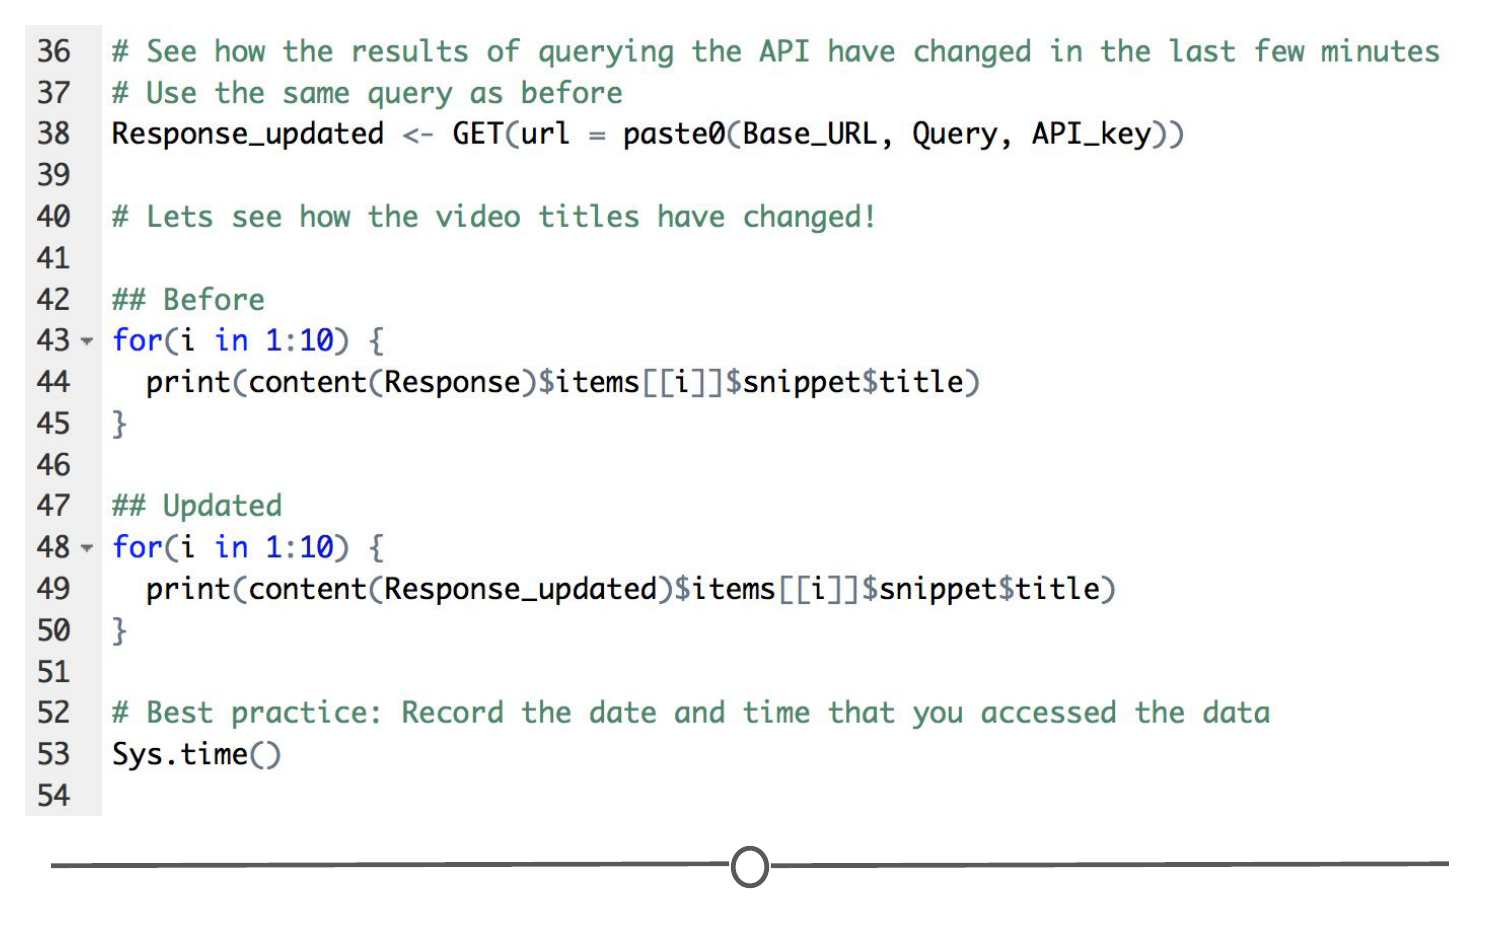 36 # See how the results of querying the API have changed in the last few minutes
37 # Use the same query as before
38 Response_updated <- GET(url = paste0(Base_URL, Query, API_key))
39
40 # Lets see how the video titles have changed!
41
42 ## Before
43 for(i in 1:10) {
44   print(content(Response)$items[[i]]$snippet$title)
45 }
46
47 ## Updated
48 for(i in 1:10) {
49   print(content(Response_updated)$items[[i]]$snippet$title)
50 }
51
52 # Best practice: Record the date and time that you accessed the data
53 Sys.time()
54